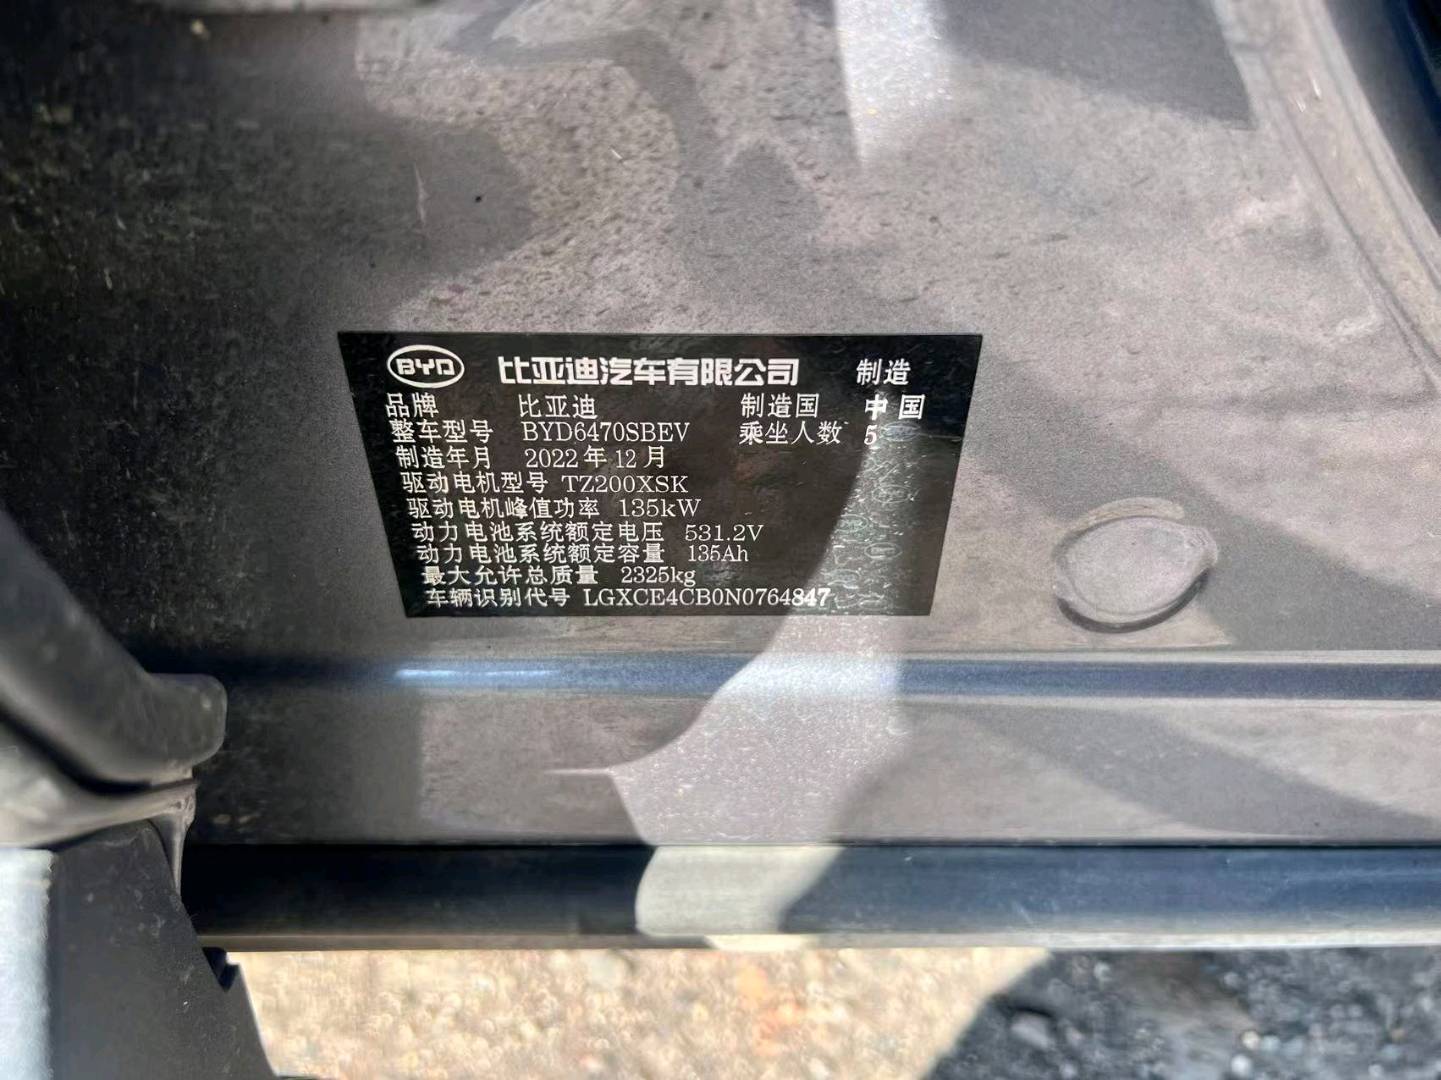 BYD 比亚迪汽车有限公司 制造
品牌 比亚迪 制造国 中国
整车型号 BYD6470SBEV 乘坐人数 5
制造年月 2022年12月
驱动电机型号 TZ200XSK
驱动电机峰值功率 135kW
动力电池系统额定电压 531.2V
动力电池系统额定容量 135Ah
最大允许总质量 2325kg
车辆识别代号 LGXCE4CB0N0764847